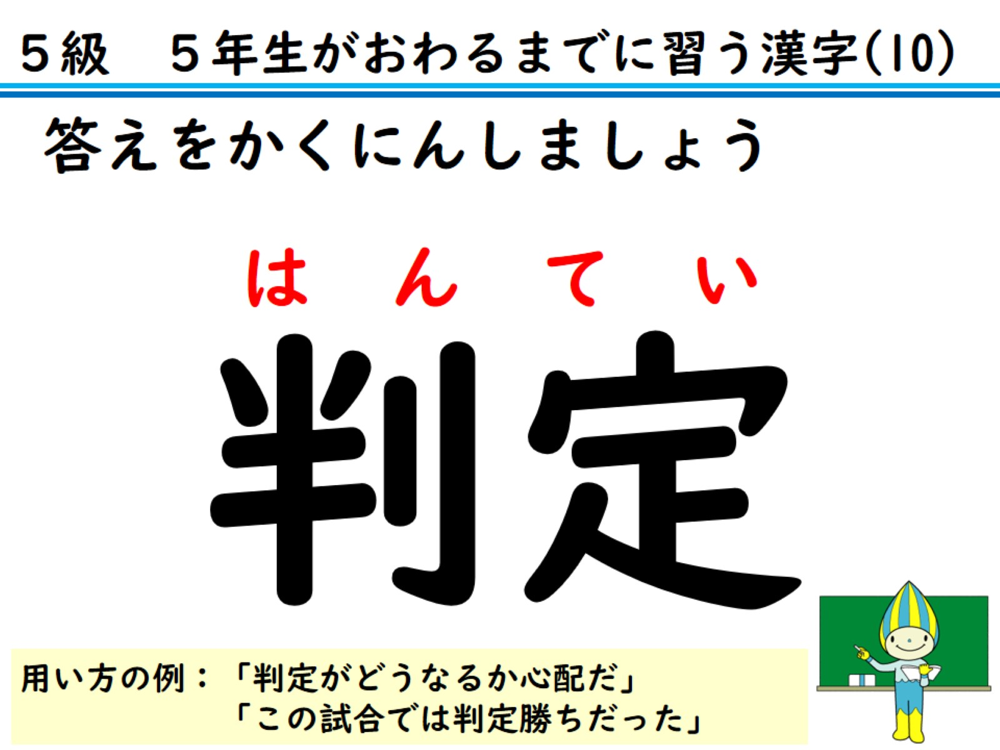 ５級　５年生がおわるまでに習う漢字(10)
答えをかくにんしましょう
はんてい
判定
用い方の例：「判定がどうなるか心配だ」
「この試合では判定勝ちだった」